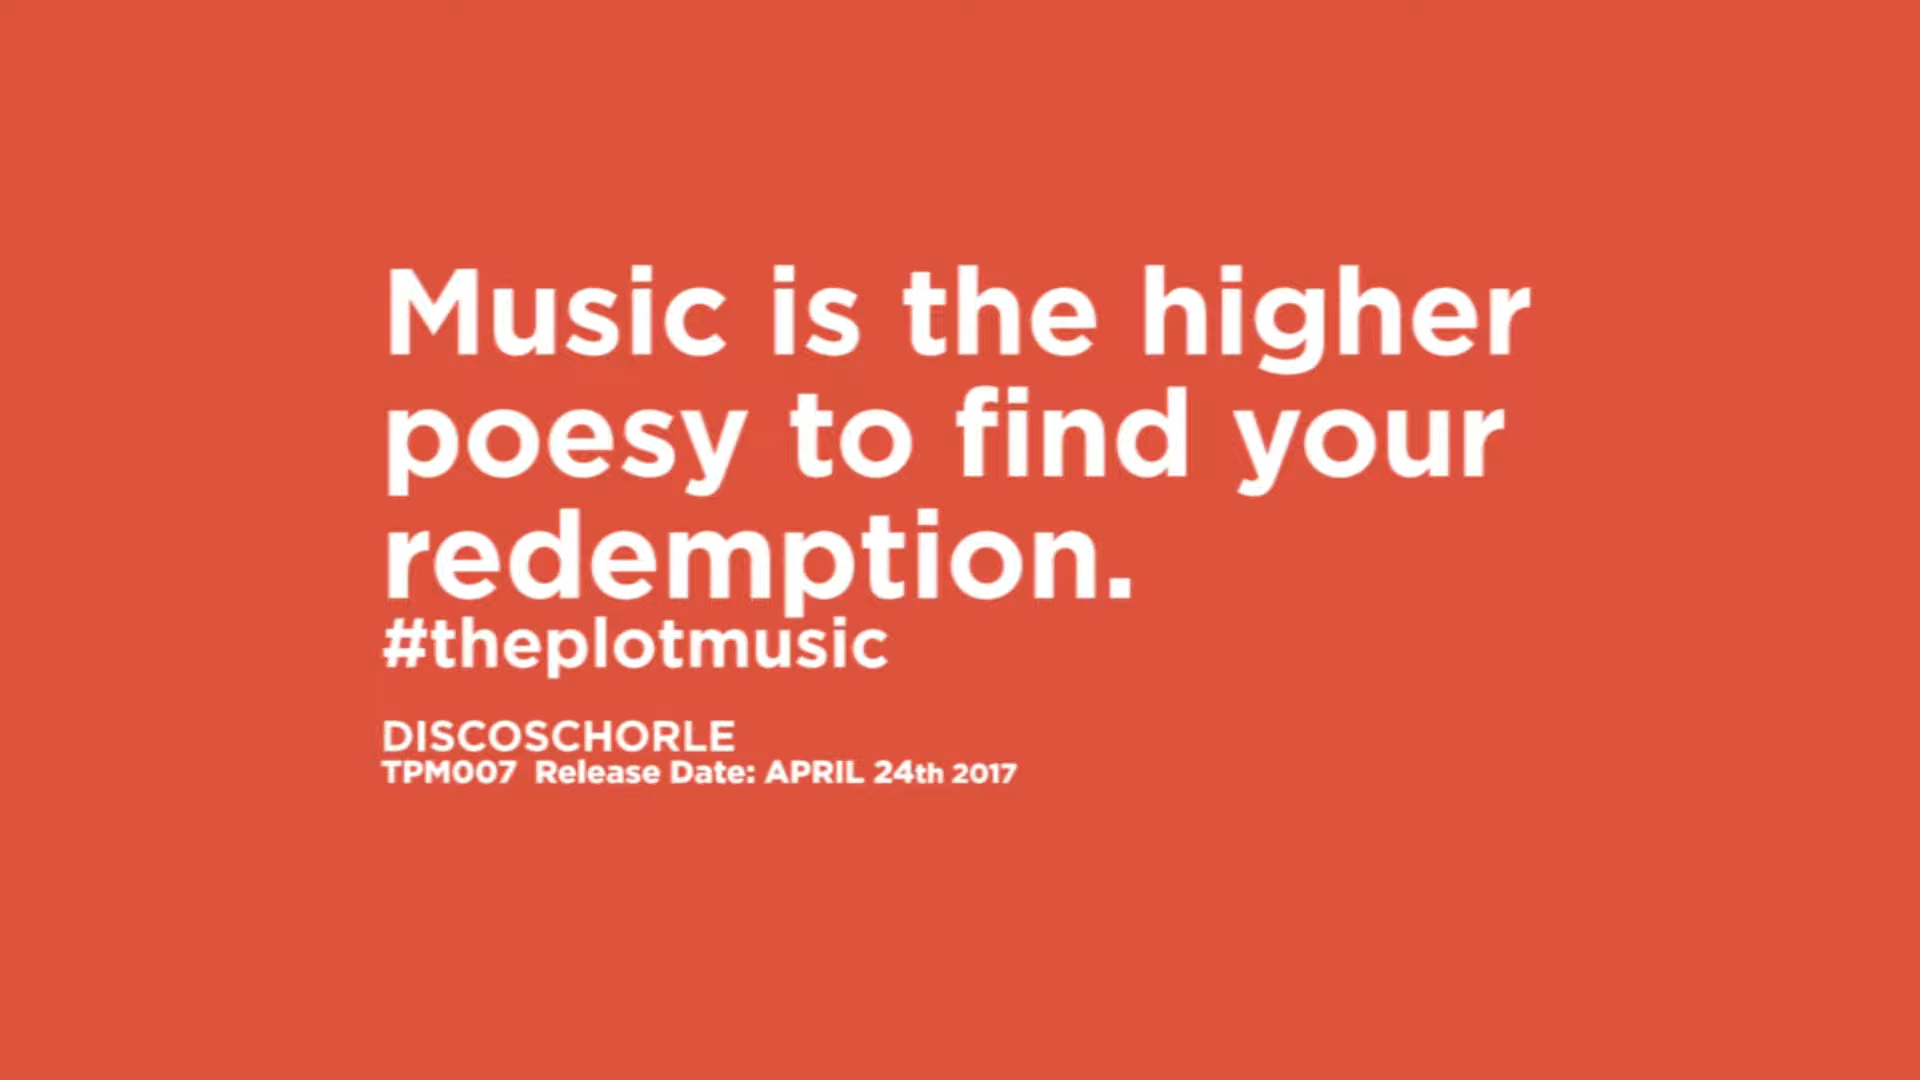 Music is the higher
poesy to find your
redemption.
#theplotmusic
DISCOSCHORLE
TPM007 Release Date: APRIL 24th 2017